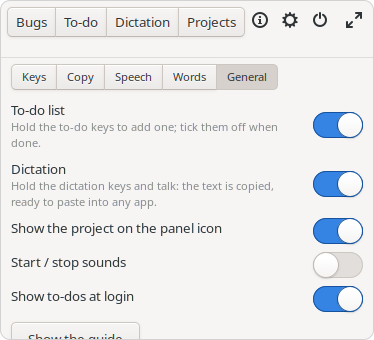 Bugs To-do Dictation Projects
Keys Copy Speech Words General
To-do list
Hold the to-do keys to add one; tick them off when
done.
Dictation
Hold the dictation keys and talk: the text is copied,
ready to paste into any app.
Show the project on the panel icon
Start / stop sounds
Show to-dos at login
Show the guide